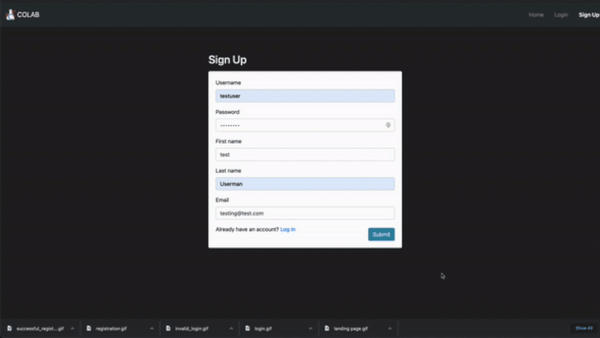 COLAB
Home Login Sign Up
Sign Up
Username
testuser
Password
First name
test
Last name
Userman
Email
testing@test.com
Already have an account? Log in
Submit
successful_regist....gif registration.gif invalid_login.gif login.gif landing page.gif Show All